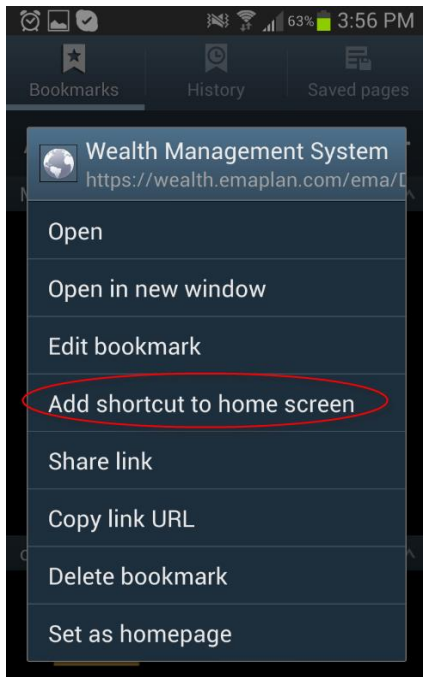 63% 3:56 PM
Bookmarks History Saved pages
Wealth Management System
https://wealth.emaplan.com/ema/
Open
Open in new window
Edit bookmark
Add shortcut to home screen
Share link
Copy link URL
Delete bookmark
Set as homepage